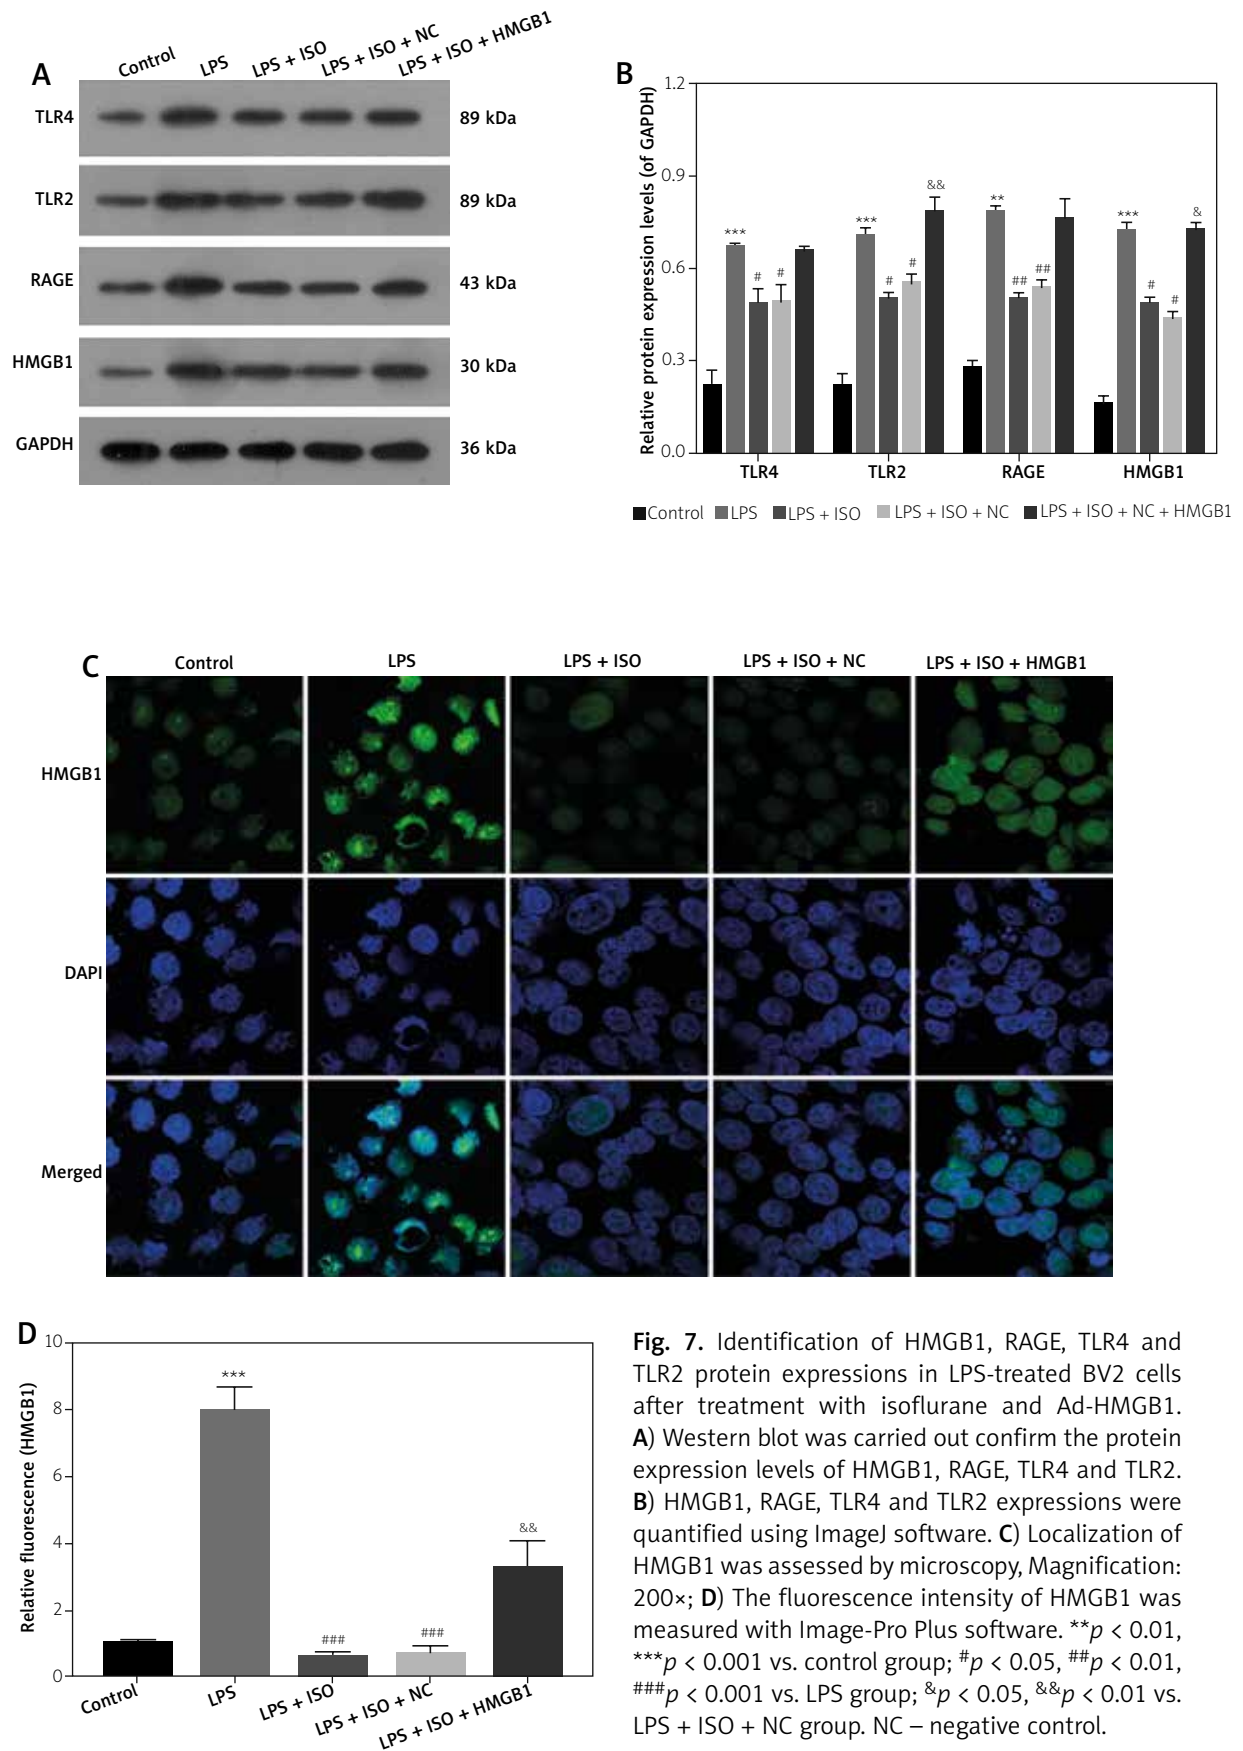 A
Control
LPS
LPS + ISO
LPS + ISO + NC
LPS + ISO + HMGB1
TLR4
89 kDa
TLR2
89 kDa
RAGE
43 kDa
HMGB1
30 kDa
GAPDH
36 kDa
B
Relative protein expression levels (of GAPDH)
1.2
0.9
0.6
0.3
0.0
***
#
#
***
#
#
&&
**
##
##
***
#
#
&
TLR4
TLR2
RAGE
HMGB1
Control
LPS
LPS + ISO
LPS + ISO + NC
LPS + ISO + NC + HMGB1
C
Control
LPS
LPS + ISO
LPS + ISO + NC
LPS + ISO + HMGB1
HMGB1
DAPI
Merged
D
Relative fluorescence (HMGB1)
10
8
6
4
2
0
***
###
###
&&
Control
LPS
LPS + ISO
LPS + ISO + NC
LPS + ISO + HMGB1
Fig. 7. Identification of HMGB1, RAGE, TLR4 and
TLR2 protein expressions in LPS-treated BV2 cells
after treatment with isoflurane and Ad-HMGB1.
A) Western blot was carried out confirm the protein
expression levels of HMGB1, RAGE, TLR4 and TLR2.
B) HMGB1, RAGE, TLR4 and TLR2 expressions were
quantified using ImageJ software. C) Localization of
HMGB1 was assessed by microscopy, Magnification:
200×; D) The fluorescence intensity of HMGB1 was
measured with Image-Pro Plus software. **p < 0.01,
***p < 0.001 vs. control group; #p < 0.05, ##p < 0.01,
###p < 0.001 vs. LPS group; &p < 0.05, &&p < 0.01 vs.
LPS + ISO + NC group. NC – negative control.